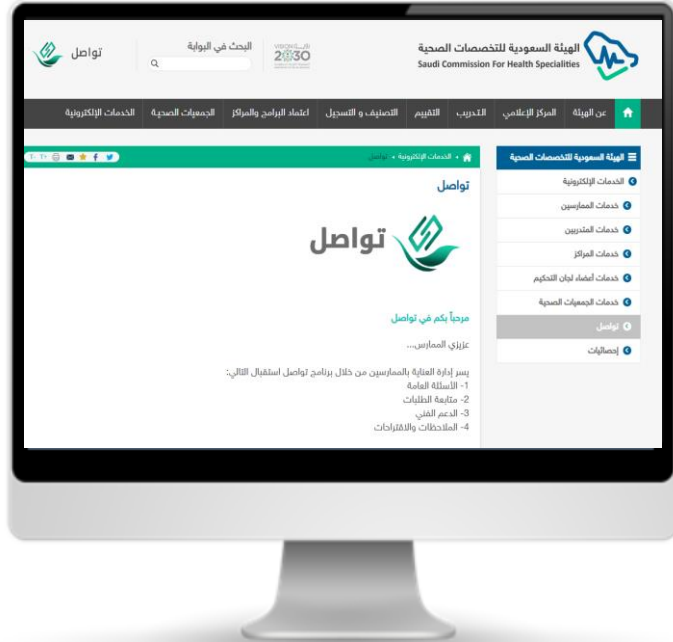 الهيئة السعودية للتخصصات الصحية
Saudi Commission For Health Specialities
2030
البحث في البوابة
تواصل
عن الهيئة
المركز الإعلامي
التدريب
التقييم
التصنيف و التسجيل
اعتماد البرامج والمراكز
الجمعيات الصحية
الخدمات الإلكترونية
الهيئة السعودية للتخصصات الصحية
الخدمات الإلكترونية
خدمات الممارسين
خدمات المتدربين
خدمات المراكز
خدمات أعضاء لجان التحكيم
خدمات الجمعيات الصحية
تواصل
إحصائيات
الخدمات الإلكترونية • تواصل
T- T+
تواصل
تواصل
مرحباً بكم في تواصل
عزيزي الممارس...
يسر إدارة العناية بالممارسين من خلال برنامج تواصل استقبال التالي:
1- الأسئلة العامة
2- متابعة الطلبات
3- الدعم الفني
4- الملاحظات والاقتراحات